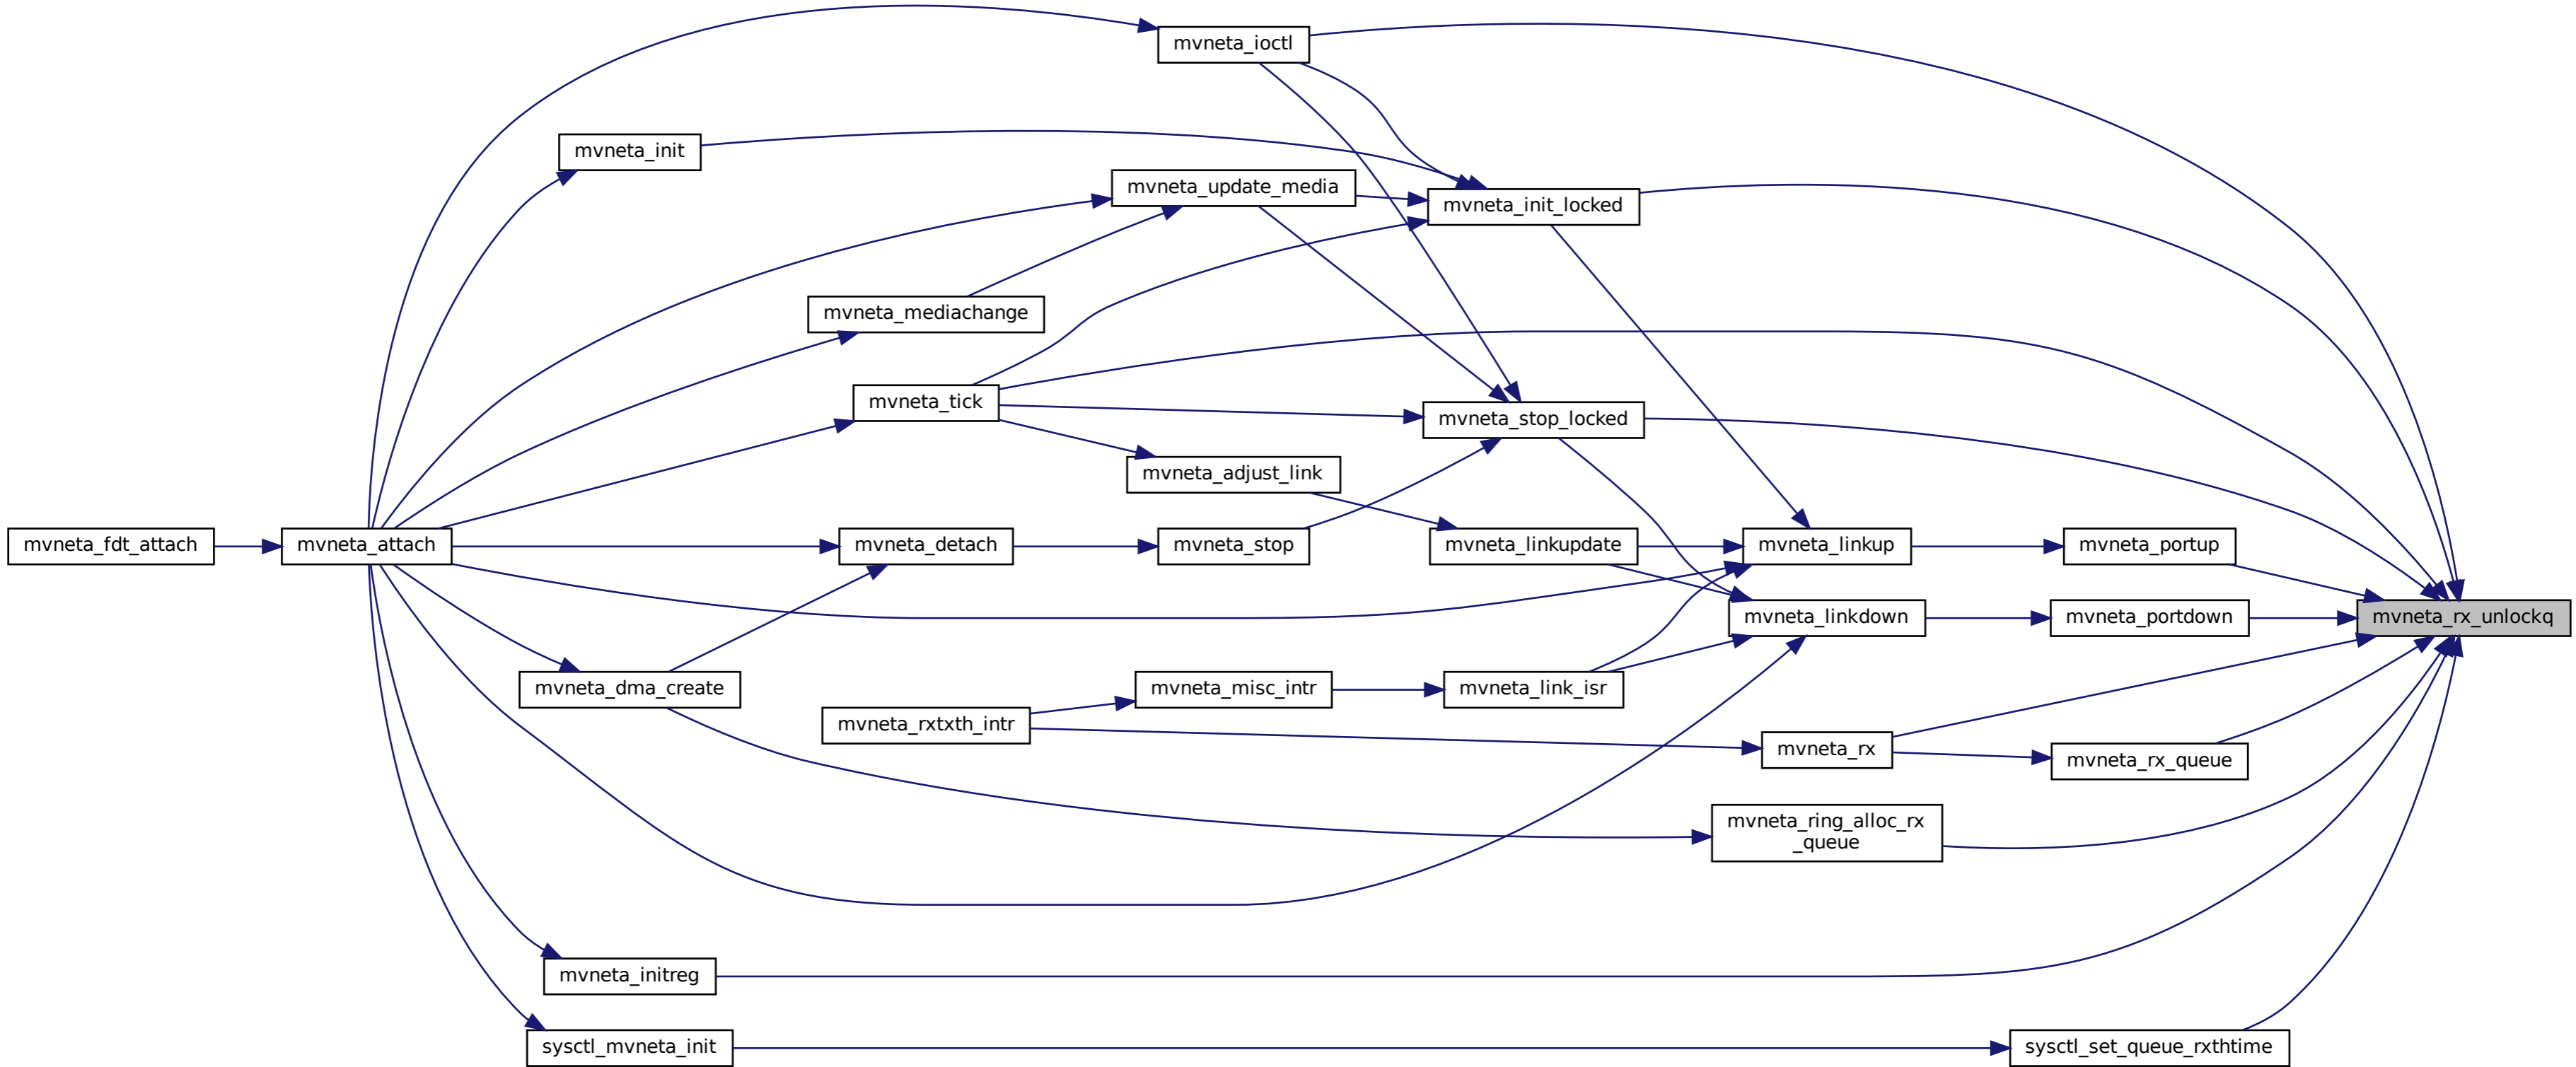 mvneta_ioctl
mvneta_init
mvneta_update_media
mvneta_init_locked
mvneta_mediachange
mvneta_tick
mvneta_stop_locked
mvneta_adjust_link
mvneta_fdt_attach
mvneta_attach
mvneta_detach
mvneta_stop
mvneta_linkupdate
mvneta_linkup
mvneta_portup
mvneta_linkdown
mvneta_portdown
mvneta_rx_unlockq
mvneta_dma_create
mvneta_misc_intr
mvneta_link_isr
mvneta_rxtxth_intr
mvneta_rx
mvneta_rx_queue
mvneta_ring_alloc_rx
_queue
mvneta_initreg
sysctl_mvneta_init
sysctl_set_queue_rxthtime